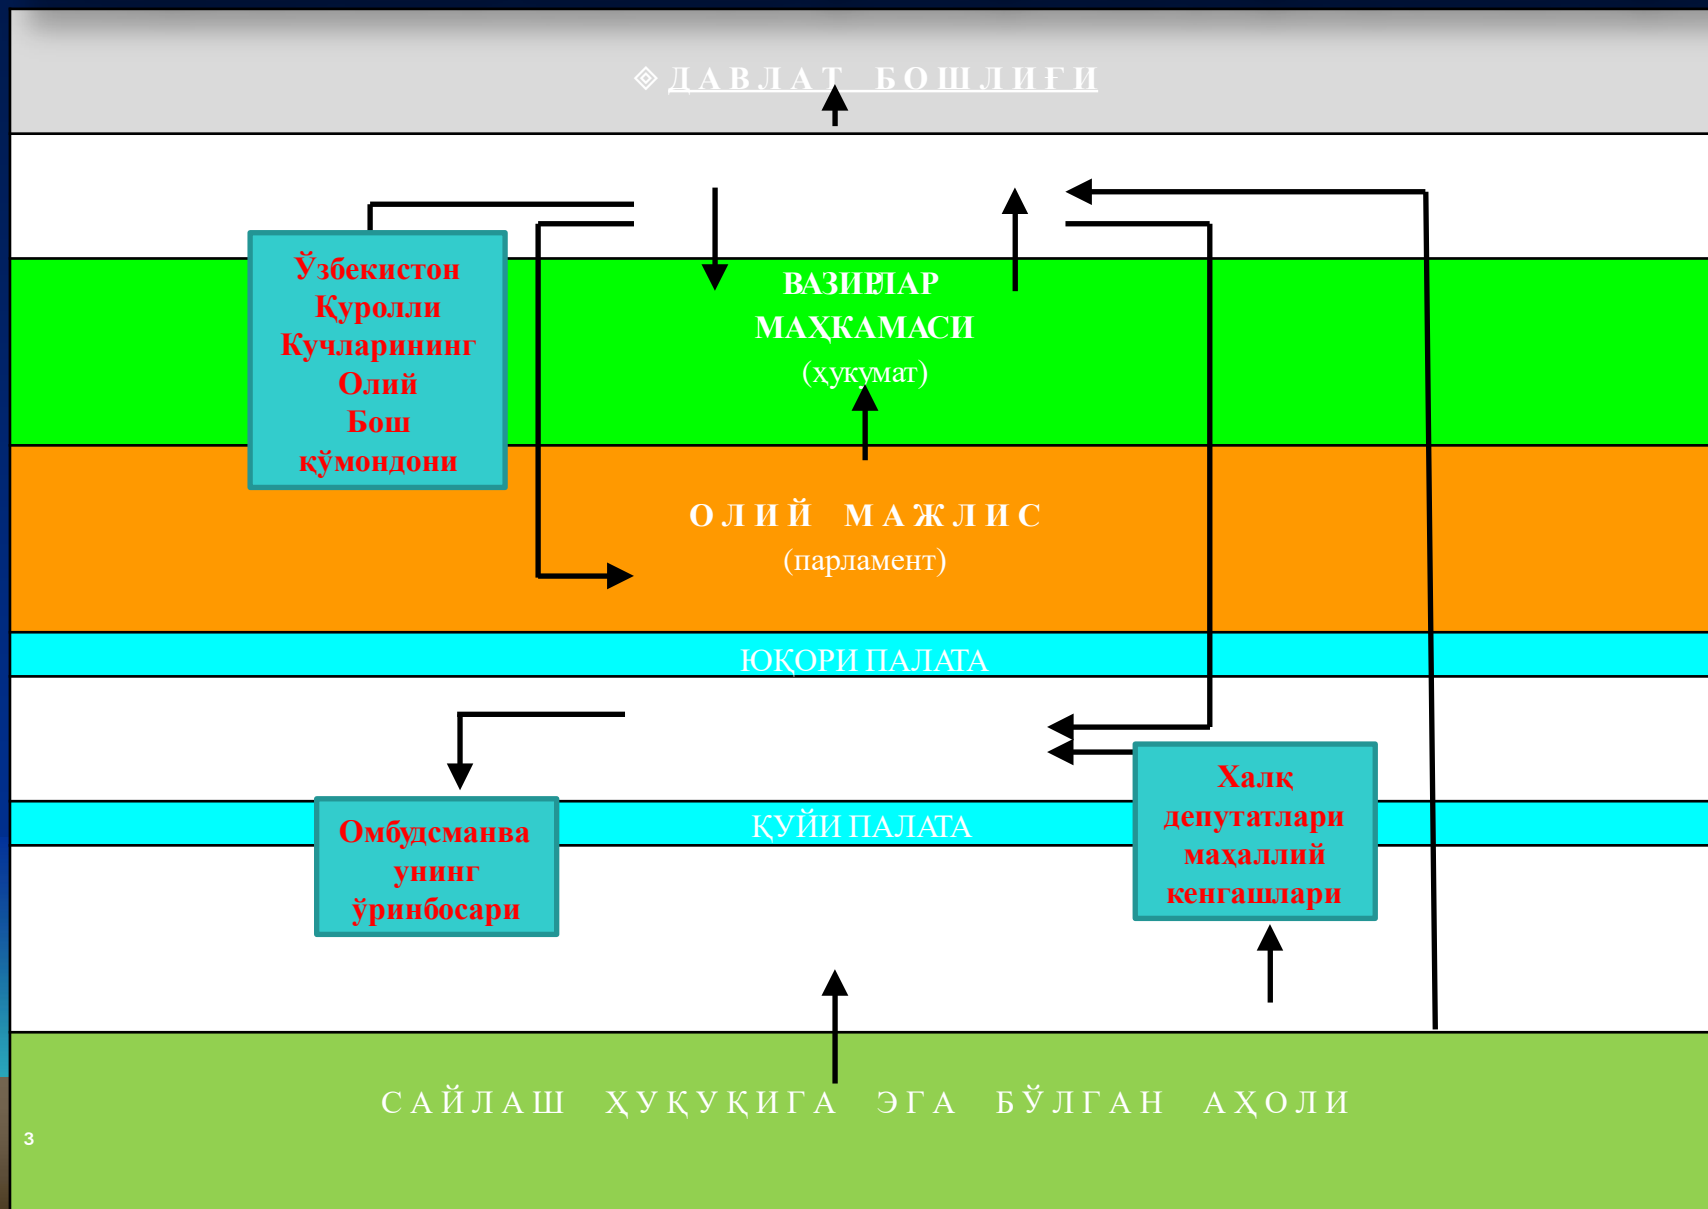 ДАВЛАТ БОШЛИҒИ
Ўзбекистон
Қуролли
Кучларининг
Олий
Бош
қўмондони
ВАЗИРЛАР
МАҲКАМАСИ
(ҳукумат)
ОЛИЙ МАЖЛИС
(парламент)
ЮҚОРИ ПАЛАТА
Халқ
депутатлари
маҳаллий
кенгашлари
ҚУЙИ ПАЛАТА
Омбудсманва
унинг
ўринбосари
САЙЛАШ ҲУҚУҚИГА ЭГА БЎЛГАН АҲОЛИ
3